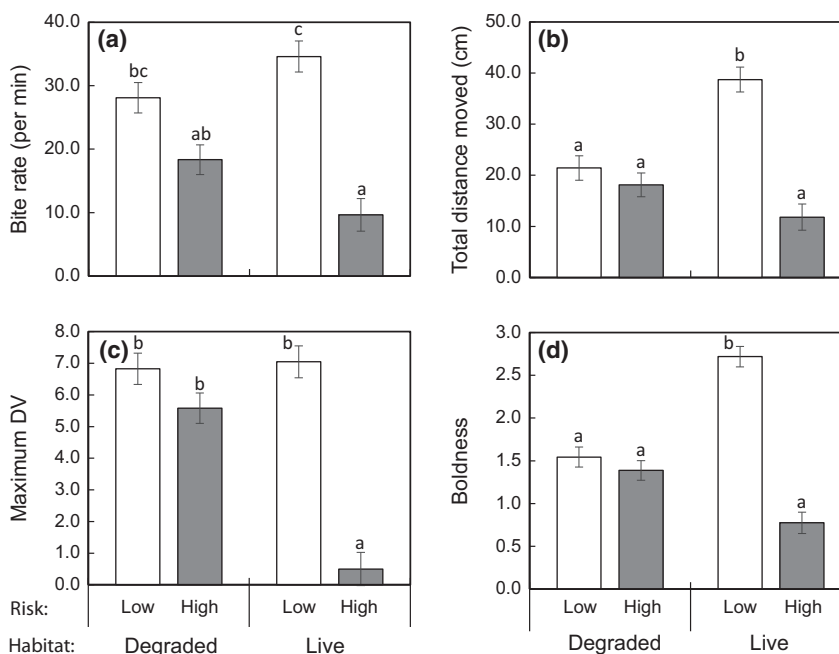 (a)
Bite rate (per min)
40.0
30.0
20.0
10.0
0.0
bc
ab
c
a
(b)
Total distance moved (cm)
50.0
40.0
30.0
20.0
10.0
0.0
a
a
b
a
(c)
Maximum DV
8.0
7.0
6.0
5.0
4.0
3.0
2.0
1.0
0.0
b
b
b
a
(d)
Boldness
3.0
2.5
2.0
1.5
1.0
0.5
0.0
a
a
b
a
Risk: Low High Low High Low High Low High
Habitat: Degraded Live Degraded Live